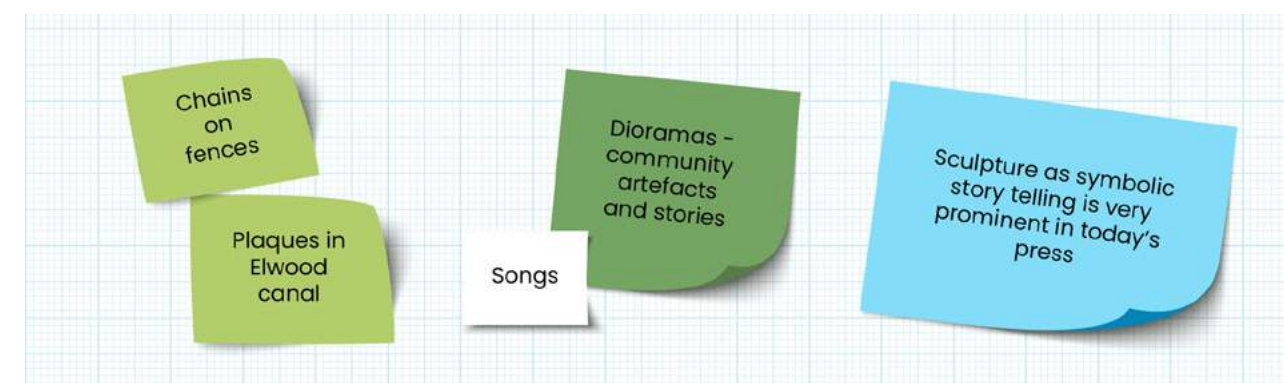 Chains
on
fences
Plaques in
Elwood
canal
Songs
Dioramas -
community
artefacts
and stories
Sculpture as symbolic
story telling is very
prominent in today's
press